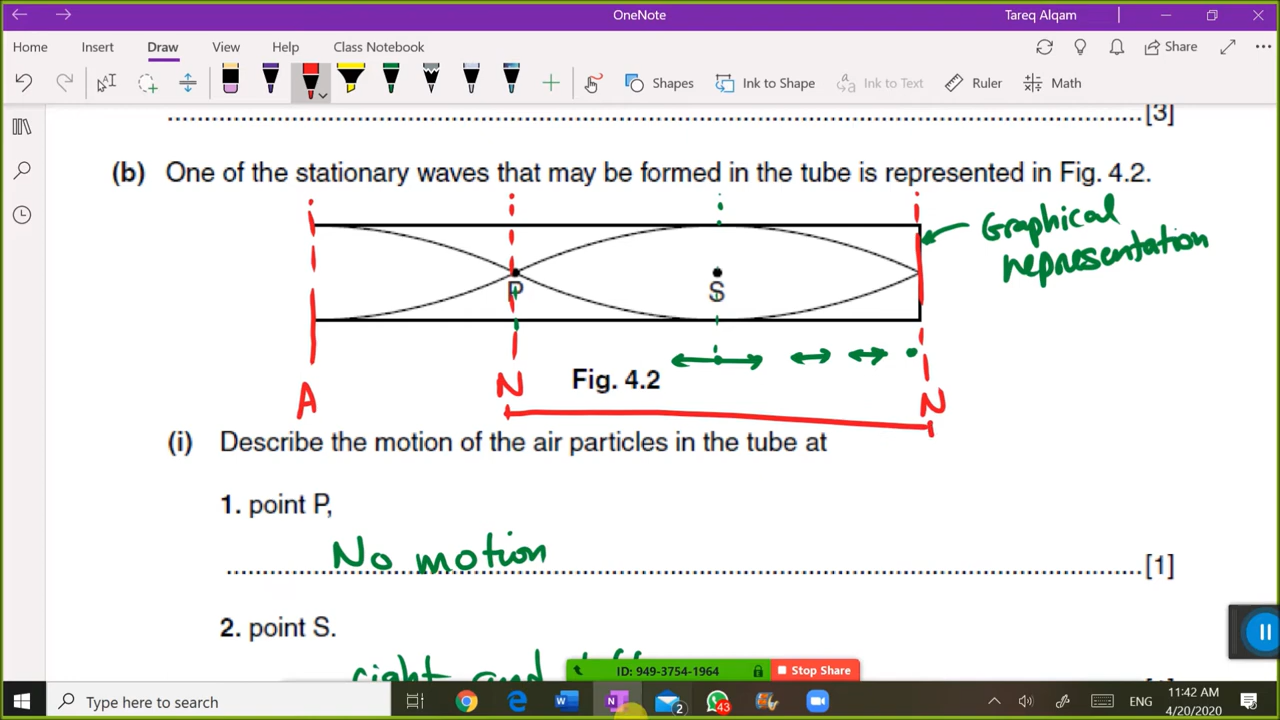 OneNote
Tareq Alqam
Home Insert Draw View Help Class Notebook
Share
Shapes Ink to Shape Ink to Text Ruler Math
[3]
(b) One of the stationary waves that may be formed in the tube is represented in Fig. 4.2.
Graphical
representation
P S
A N Fig. 4.2 N
(i) Describe the motion of the air particles in the tube at
1. point P,
No motion
[1]
2. point S.
right and
ID: 949-3754-1964 Stop Share
Type here to search
2
43
ENG
11:42 AM
4/20/2020